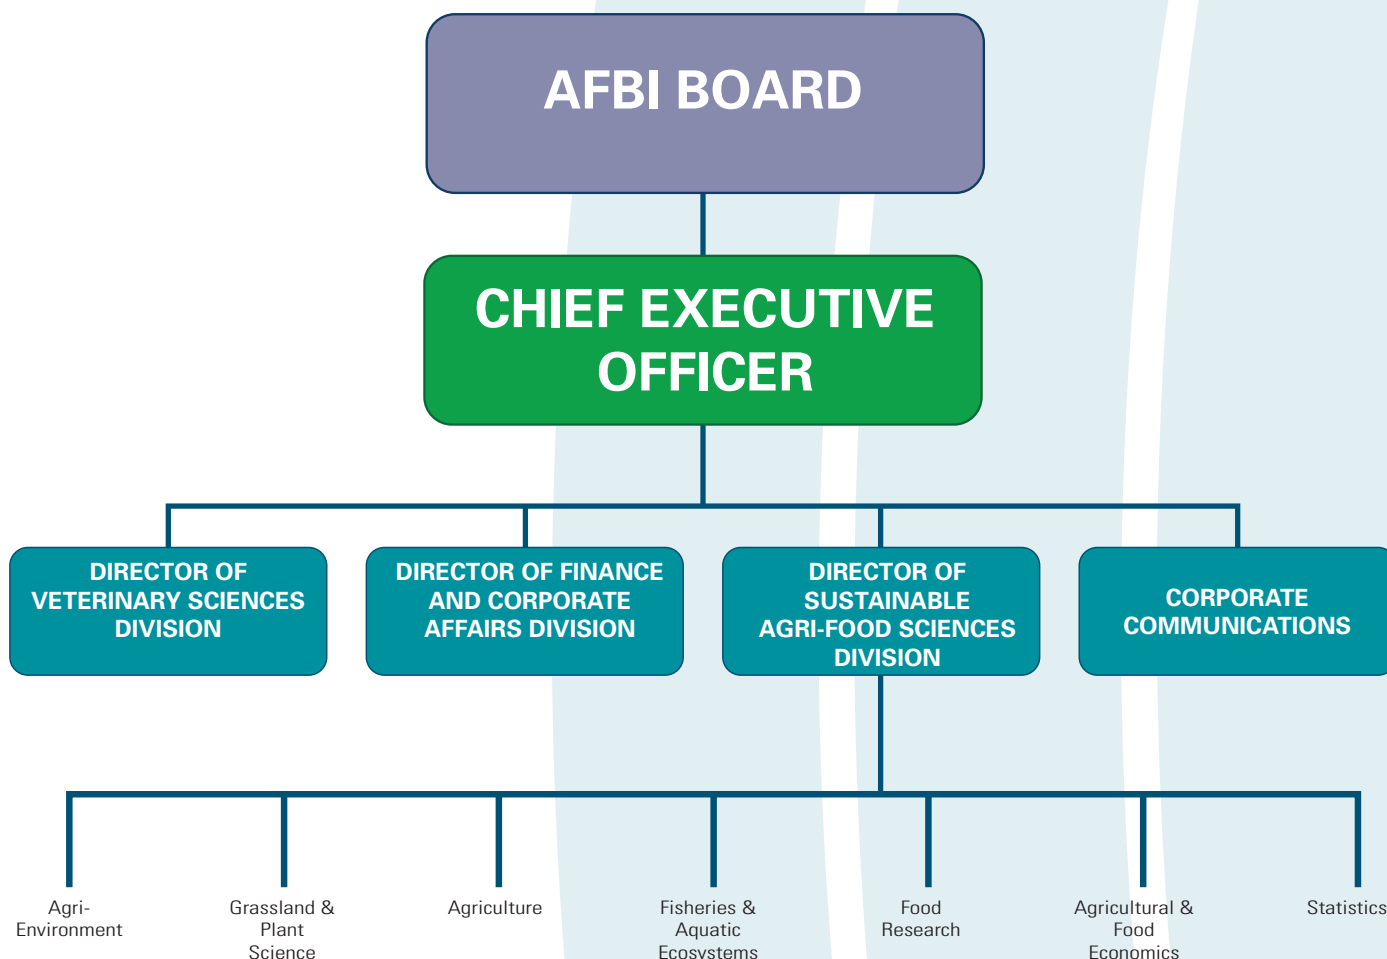 AFBI BOARD
CHIEF EXECUTIVE
OFFICER
DIRECTOR OF
VETERINARY SCIENCES
DIVISION
DIRECTOR OF FINANCE
AND CORPORATE
AFFAIRS DIVISION
DIRECTOR OF
SUSTAINABLE
AGRI-FOOD SCIENCES
DIVISION
CORPORATE
COMMUNICATIONS
Agri-
Environment
Grassland &
Plant
Science
Agriculture
Fisheries &
Aquatic
Ecosystems
Food
Research
Agricultural &
Food
Economics
Statistics